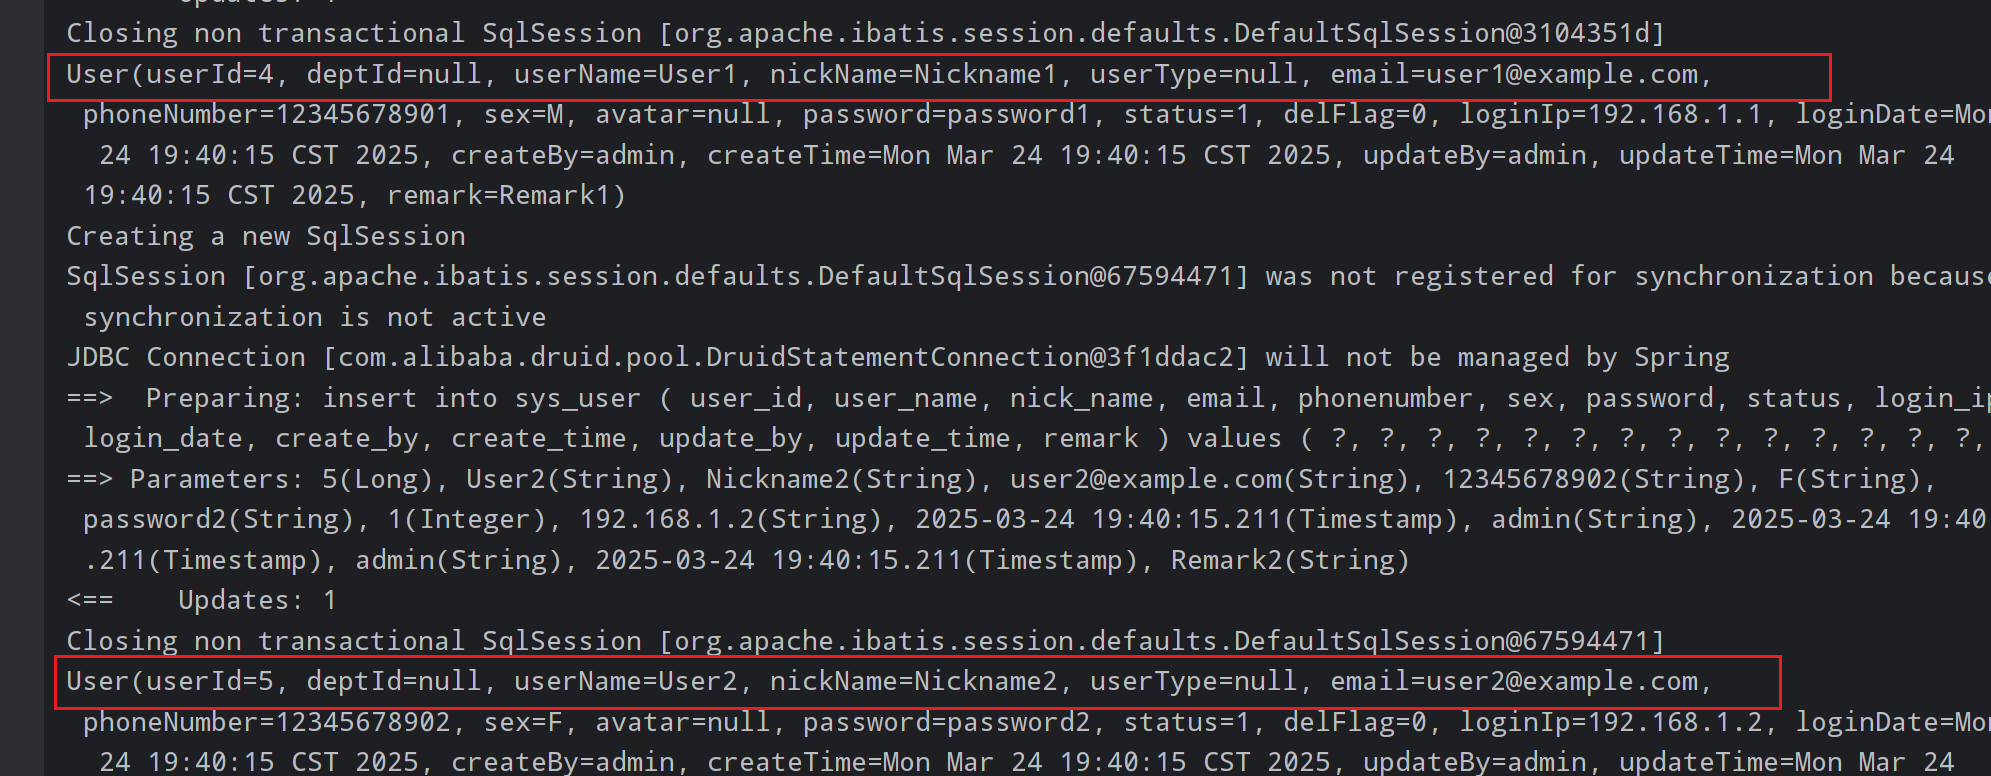 Updates: 1
Closing non transactional SqlSession [org.apache.ibatis.session.defaults.DefaultSqlSession@3104351d]
User(userId=4, deptId=null, userName=User1, nickName=Nickname1, userType=null, email=user1@example.com,
phoneNumber=12345678901, sex=M, avatar=null, password=password1, status=1, delFlag=0, loginIp=192.168.1.1, loginDate=Mo
24 19:40:15 CST 2025, createBy=admin, createTime=Mon Mar 24 19:40:15 CST 2025, updateBy=admin, updateTime=Mon Mar 24
19:40:15 CST 2025, remark=Remark1)
Creating a new SqlSession
SqlSession [org.apache.ibatis.session.defaults.DefaultSqlSession@67594471] was not registered for synchronization because
synchronization is not active
JDBC Connection [com.alibaba.druid.pool.DruidStatementConnection@3f1ddac2] will not be managed by Spring
==>  Preparing: insert into sys_user ( user_id, user_name, nick_name, email, phonenumber, sex, password, status, login_ip
login_date, create_by, create_time, update_by, update_time, remark ) values ( ?, ?, ?, ?, ?, ?, ?, ?, ?, ?, ?, ?, ?, ?,
==> Parameters: 5(Long), User2(String), Nickname2(String), user2@example.com(String), 12345678902(String), F(String),
password2(String), 1(Integer), 192.168.1.2(String), 2025-03-24 19:40:15.211(Timestamp), admin(String), 2025-03-24 19:40
.211(Timestamp), admin(String), 2025-03-24 19:40:15.211(Timestamp), Remark2(String)
<==    Updates: 1
Closing non transactional SqlSession [org.apache.ibatis.session.defaults.DefaultSqlSession@67594471]
User(userId=5, deptId=null, userName=User2, nickName=Nickname2, userType=null, email=user2@example.com,
phoneNumber=12345678902, sex=F, avatar=null, password=password2, status=1, delFlag=0, loginIp=192.168.1.2, loginDate=Mo
24 19:40:15 CST 2025, createBy=admin, createTime=Mon Mar 24 19:40:15 CST 2025, updateBy=admin, updateTime=Mon Mar 24